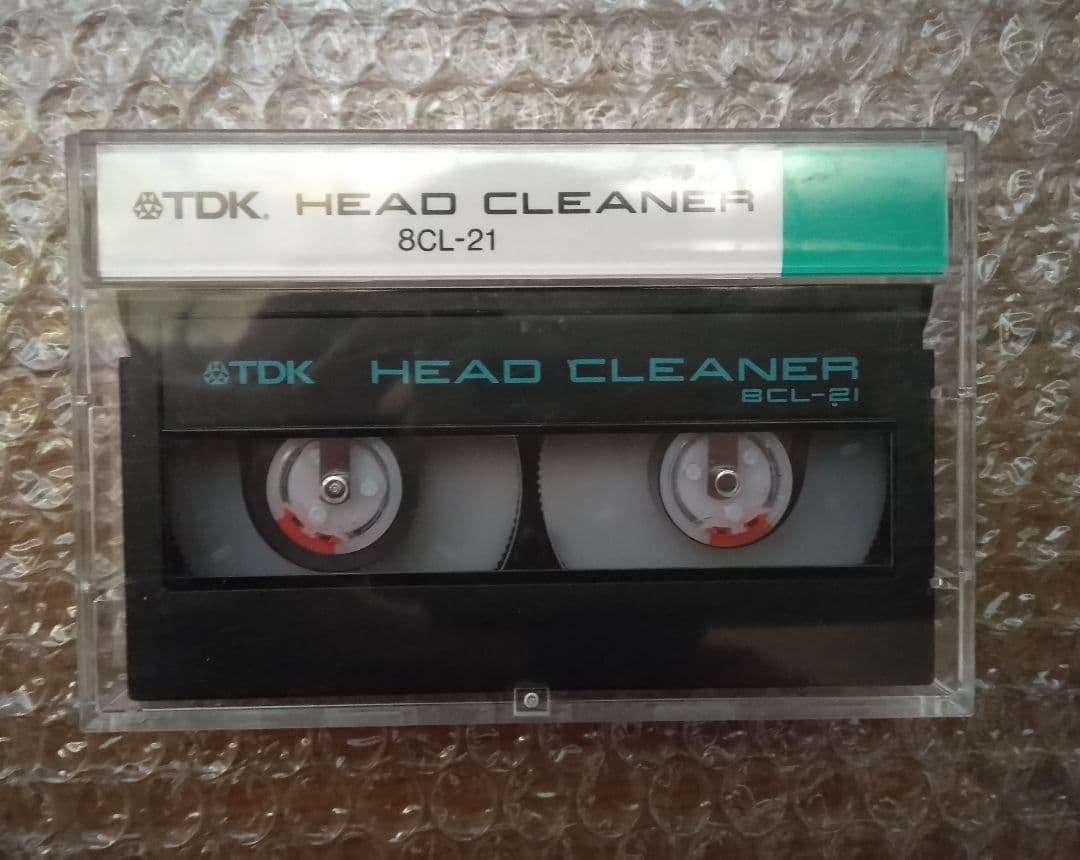 TDK. HEAD CLEANER
8CL-21
TDK HEAD CLEANER
8CL-21